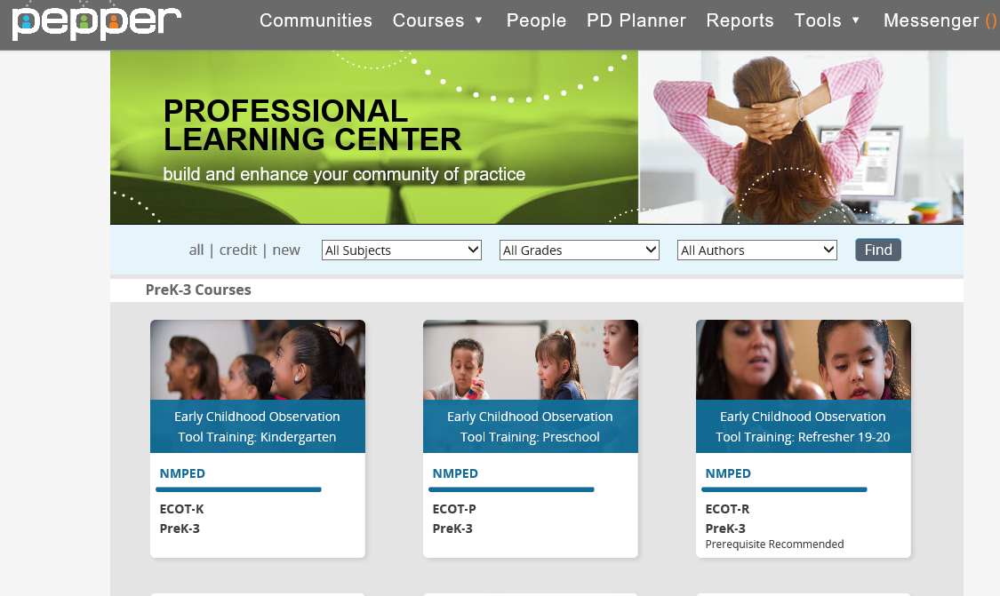 pepper
Communities Courses ▼ People PD Planner Reports Tools ▼ Messenger ()
PROFESSIONAL
LEARNING CENTER
build and enhance your community of practice
all | credit | new All Subjects All Grades All Authors Find
PreK-3 Courses
Early Childhood Observation
Tool Training: Kindergarten
NMPED
ECOT-K
PreK-3
Early Childhood Observation
Tool Training: Preschool
NMPED
ECOT-P
PreK-3
Early Childhood Observation
Tool Training: Refresher 19-20
NMPED
ECOT-R
PreK-3
Prerequisite Recommended